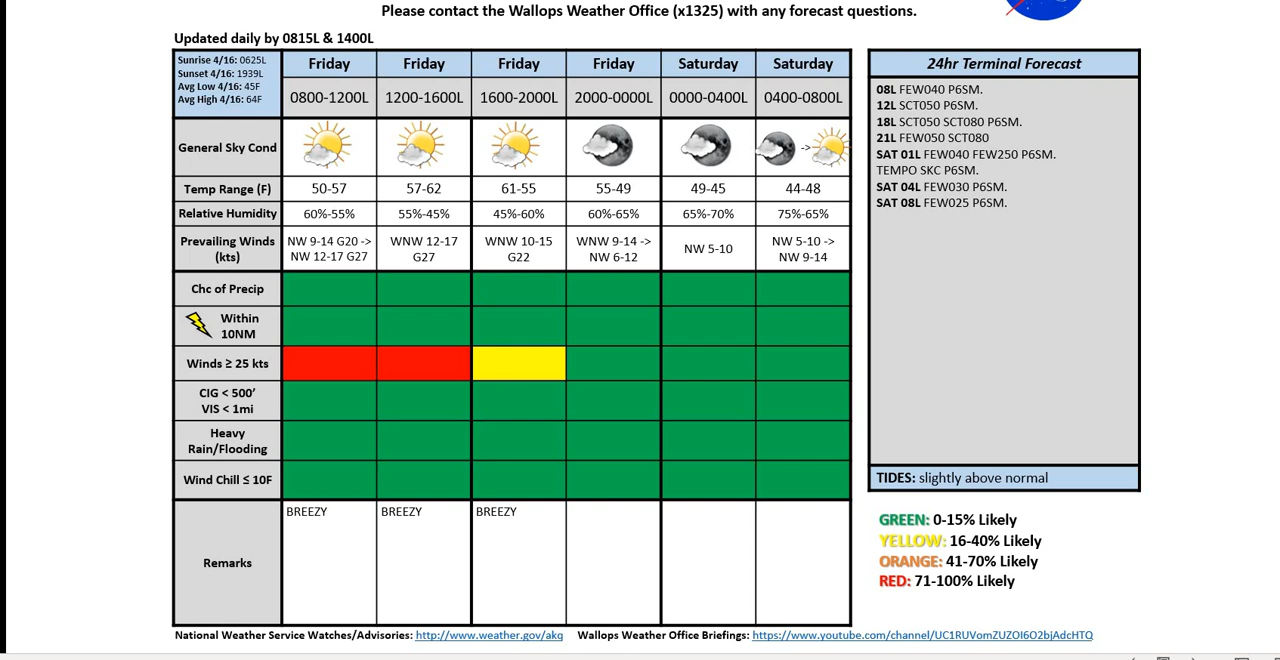 Please contact the Wallops Weather Office (x1325) with any forecast questions.
Updated daily by 0815L & 1400L
Sunrise 4/16: 0625L
Sunset 4/16: 1939L
Avg Low 4/16: 45F
Avg High 4/16: 64F
Friday Friday Friday Friday Saturday Saturday
0800-1200L 1200-1600L 1600-2000L 2000-0000L 0000-0400L 0400-0800L
General Sky Cond
->
Temp Range (F) 50-57 57-62 61-55 55-49 49-45 44-48
Relative Humidity 60%-55% 55%-45% 45%-60% 60%-65% 65%-70% 75%-65%
Prevailing Winds NW 9-14 G20 -> WNW 12-17 WNW 10-15 WNW 9-14 -> NW 5-10 NW 5-10 ->
(kts) NW 12-17 G27 G27 G22 NW 6-12 NW 9-14
Chc of Precip
Within
10NM
Winds ≥ 25 kts
CIG < 500'
VIS < 1mi
Heavy
Rain/Flooding
Wind Chill ≤ 10F
Remarks
BREEZY BREEZY BREEZY
24hr Terminal Forecast
08L FEW040 P6SM.
12L SCT050 P6SM.
18L SCT050 SCT080 P6SM.
21L FEW050 SCT080
SAT 01L FEW040 FEW250 P6SM.
TEMPO SKC P6SM.
SAT 04L FEW030 P6SM.
SAT 08L FEW025 P6SM.
TIDES: slightly above normal
GREEN: 0-15% Likely
YELLOW: 16-40% Likely
ORANGE: 41-70% Likely
RED: 71-100% Likely
National Weather Service Watches/Advisories: http://www.weather.gov/akq Wallops Weather Office Briefings: https://www.youtube.com/channel/UC1RUVomZUZOI6O2bjAdcHTQ